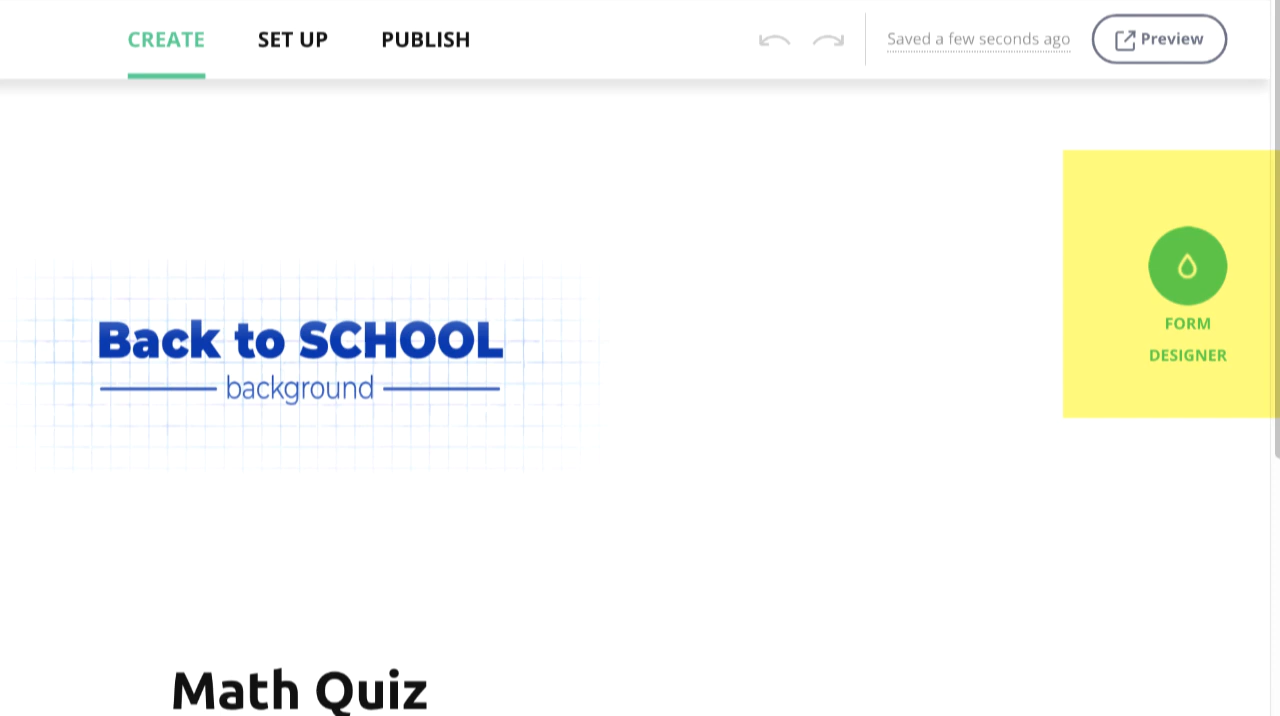 CREATE SET UP PUBLISH Saved a few seconds ago Preview
FORM
DESIGNER
Back to SCHOOL
background
Math Quiz